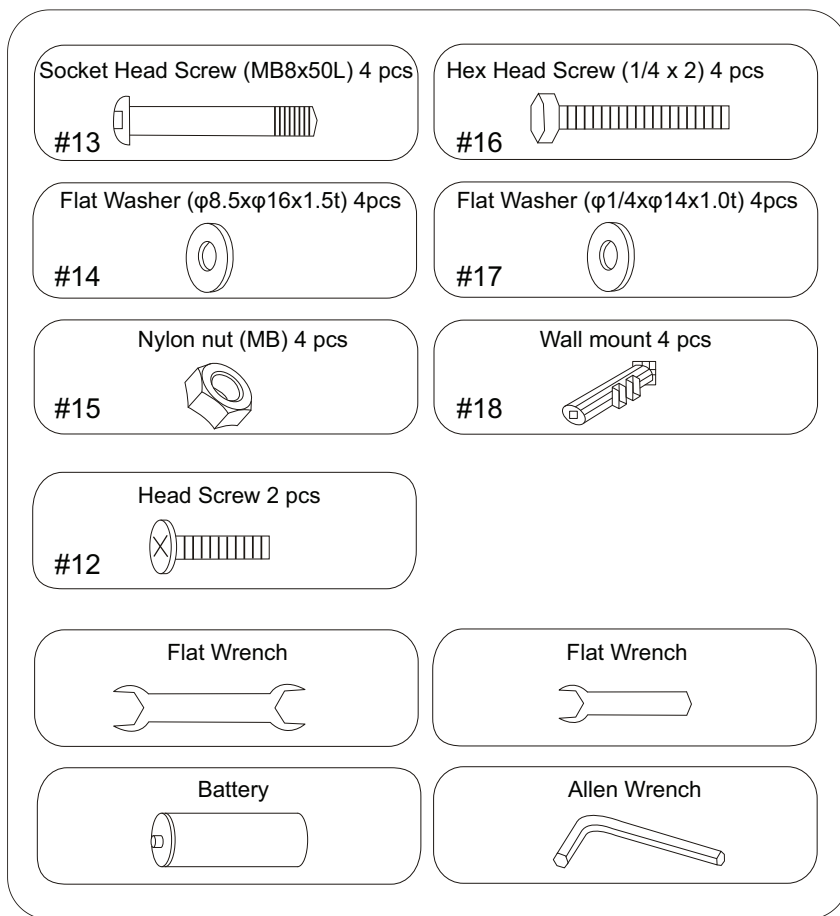 Socket Head Screw (MB8x50L) 4 pcs
#13
Hex Head Screw (1/4 x 2) 4 pcs
#16
Flat Washer (φ8.5xφ16x1.5t) 4pcs
#14
Flat Washer (φ1/4xφ14x1.0t) 4pcs
#17
Nylon nut (MB) 4 pcs
#15
Wall mount 4 pcs
#18
Head Screw 2 pcs
#12
Flat Wrench
Flat Wrench
Battery
Allen Wrench